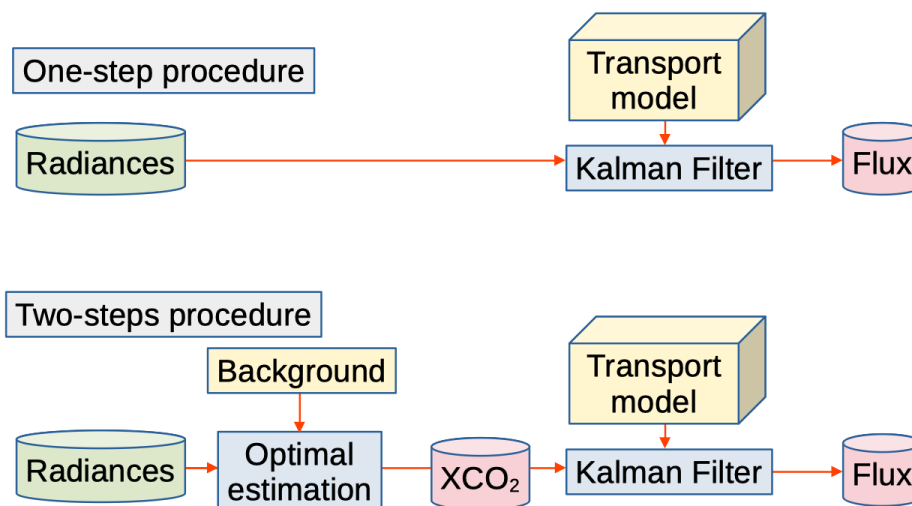 One-step procedure
Transport
model
Radiances
Kalman Filter
Flux
Two-steps procedure
Background
Transport
model
Radiances
Optimal
estimation
XCO₂
Kalman Filter
Flux